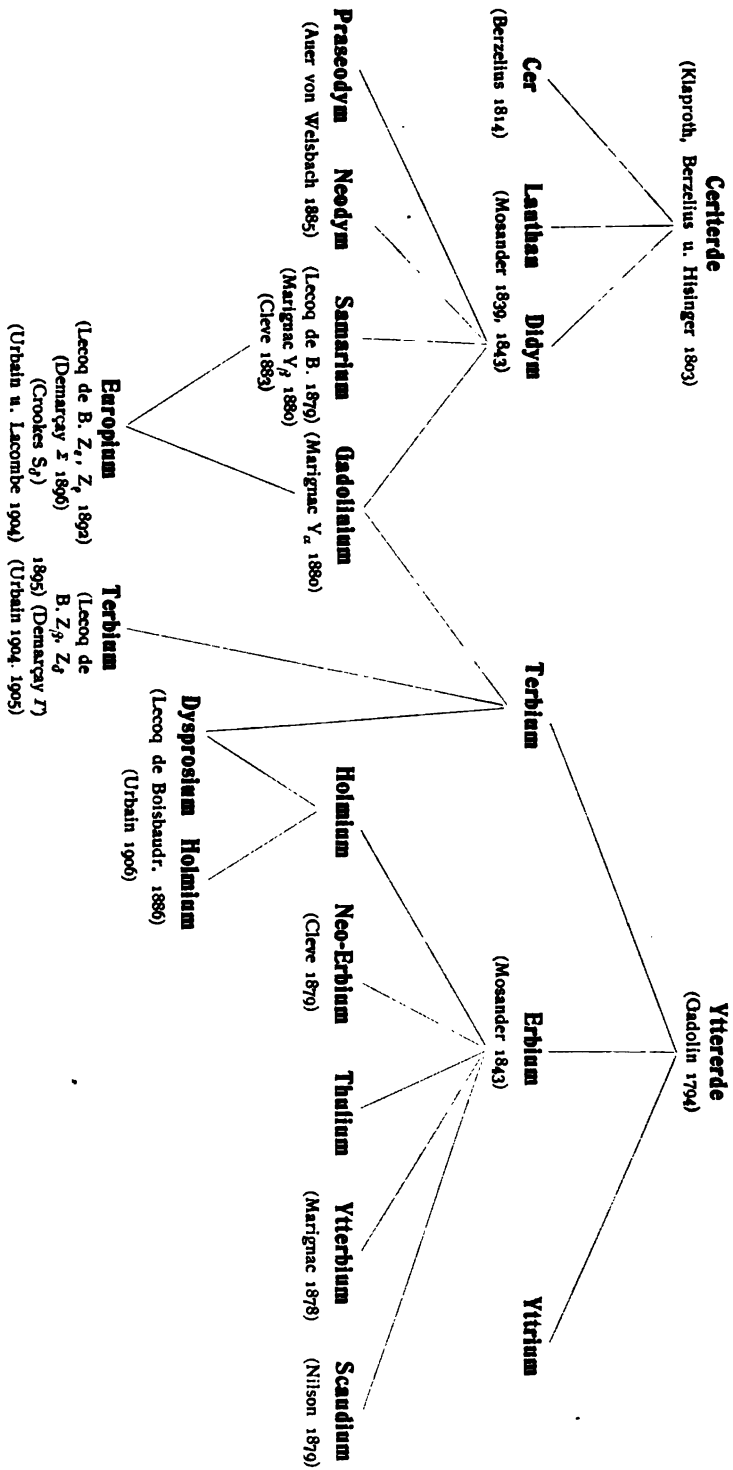 Ceriterde
(Klaproth, Berzelius u. Hisinger 1803)
Yttererde
(Gadolin 1794)
Cer
(Berzelius 1814)
Lanthan Didym
(Mosander 1839, 1843)
Terbium
Erbium
(Mosander 1843)
Yttrium
Praseodym Neodym
(Auer von Welsbach 1885)
Samarium
(Lecoq de B. 1879)
(Marignac Yβ 1880)
(Cleve 1883)
Gadolinium
(Marignac Yα 1880)
Holmium
Neo-Erbium
(Cleve 1879)
Thulium
Ytterbium
(Marignac 1878)
Scandium
(Nilson 1879)
Europium
(Lecoq de B. Zε, Zζ 1892)
(Demarçay Σ 1896)
(Crookes Sδ)
(Urbain u. Lacombe 1904)
Terbium
(Lecoq de
B. Zβ, Zδ
1895) (Demarçay Γ)
(Urbain 1904. 1905)
Dysprosium Holmium
(Lecoq de Boisbaudr. 1886)
(Urbain 1906)